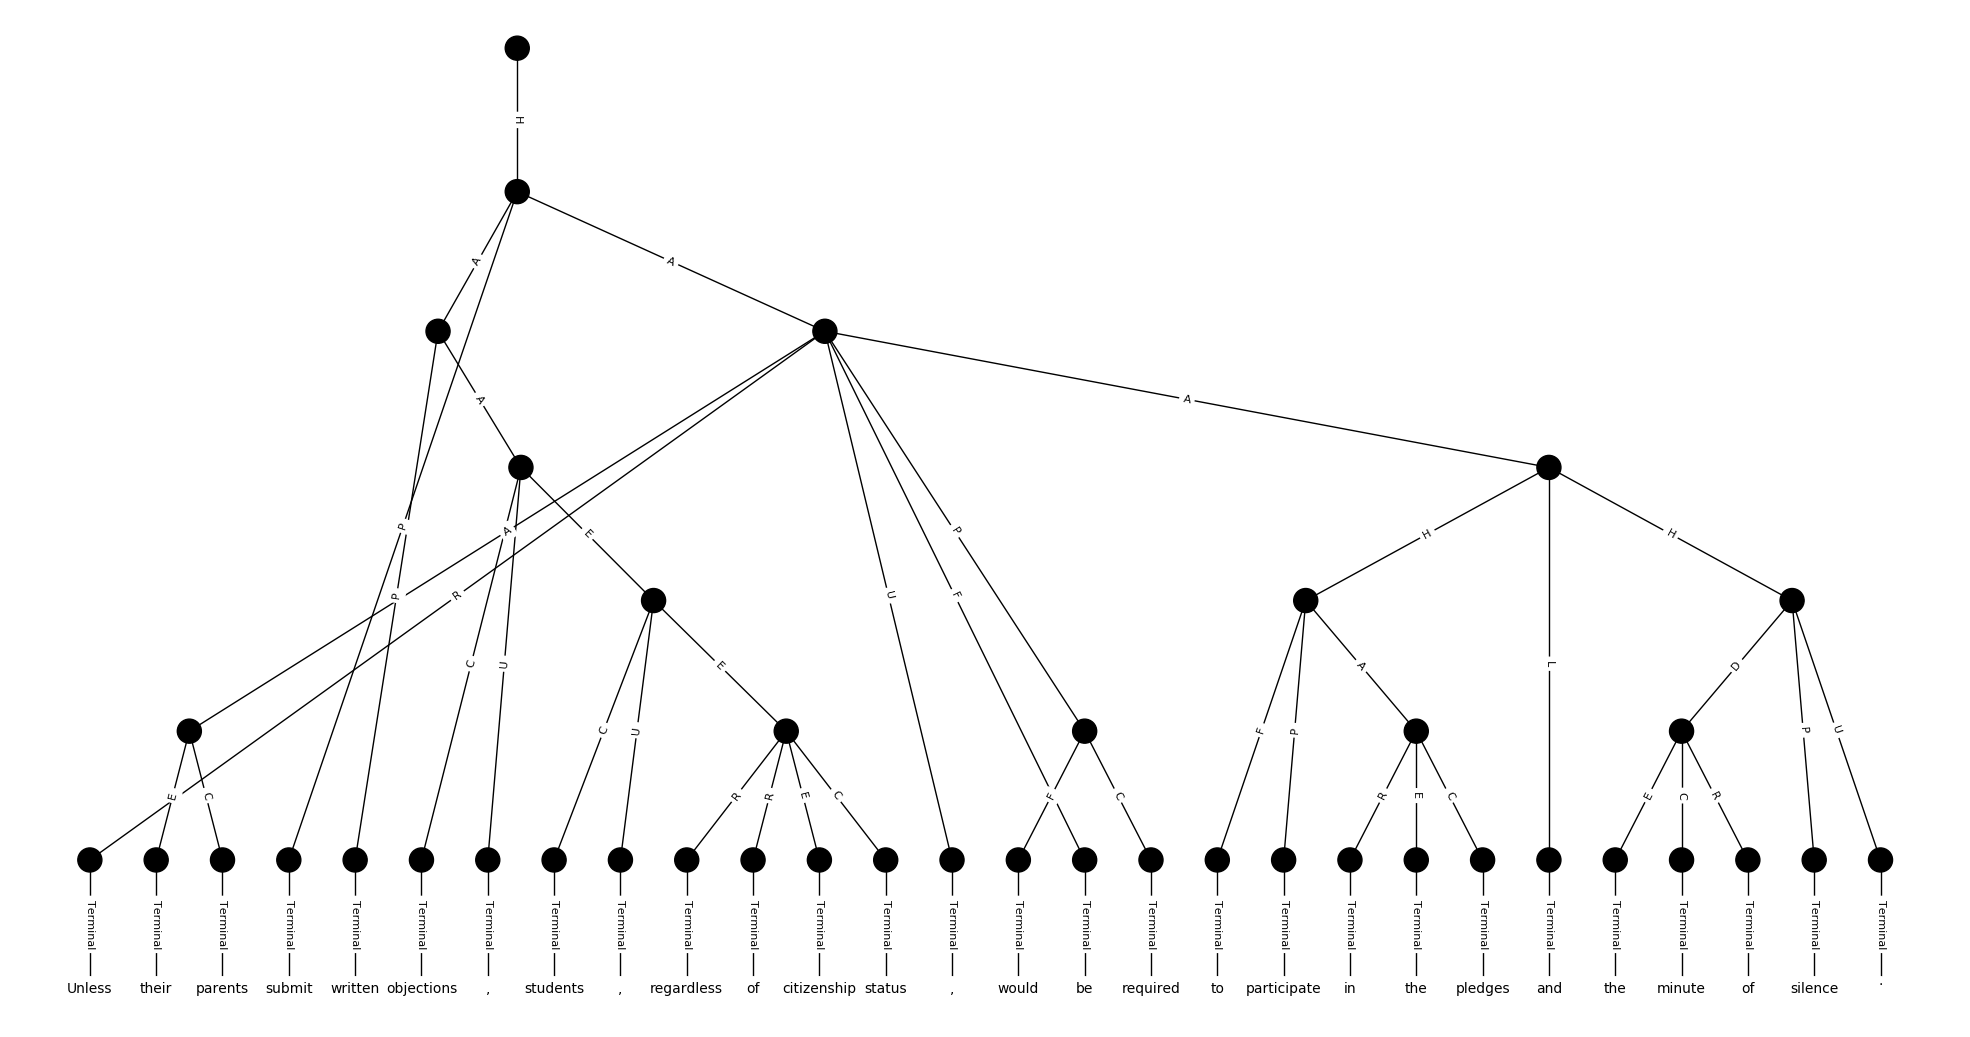 H
A A
A A
P A E P H H
P R U F
C U L
C U E A D
F P P U
E C R R E C F C R E C E C R
Terminal Terminal Terminal Terminal Terminal Terminal Terminal Terminal Terminal Terminal Terminal Terminal Terminal Terminal Terminal Terminal Terminal Terminal Terminal Terminal Terminal Terminal Terminal Terminal Terminal Terminal Terminal Terminal
Unless their parents submit written objections , students , regardless of citizenship status , would be required to participate in the pledges and the minute of silence .